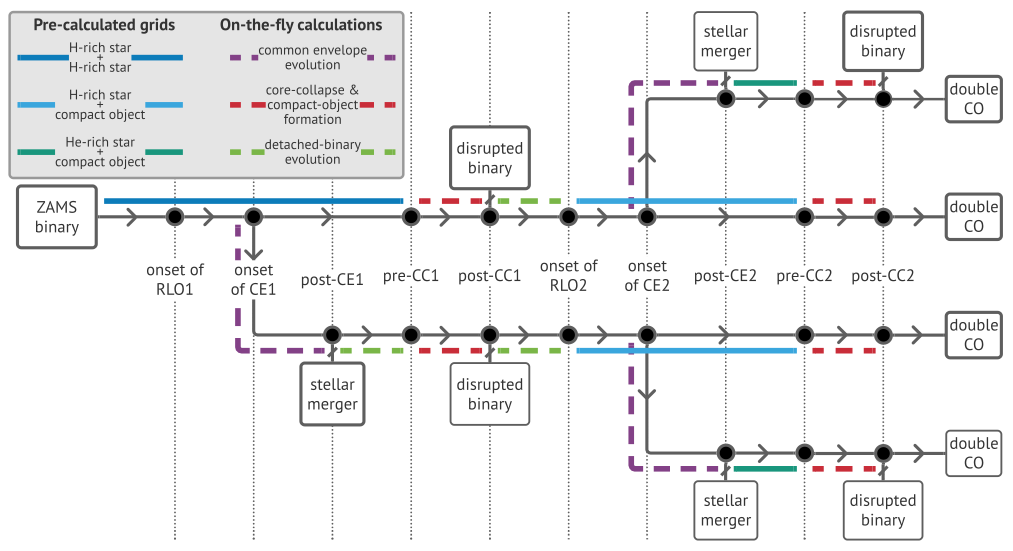 Pre-calculated grids
On-the-fly calculations
H-rich star
+
H-rich star
H-rich star
+
compact object
He-rich star
+
compact object
common envelope
evolution
core-collapse &
compact-object
formation
detached-binary
evolution
stellar
merger
disrupted
binary
double
CO
disrupted
binary
ZAMS
binary
double
CO
onset of
RLO1
onset
of CE1
post-CE1
pre-CC1
post-CC1
onset of
RLO2
onset
of CE2
post-CE2
pre-CC2
post-CC2
double
CO
stellar
merger
disrupted
binary
double
CO
stellar
merger
disrupted
binary